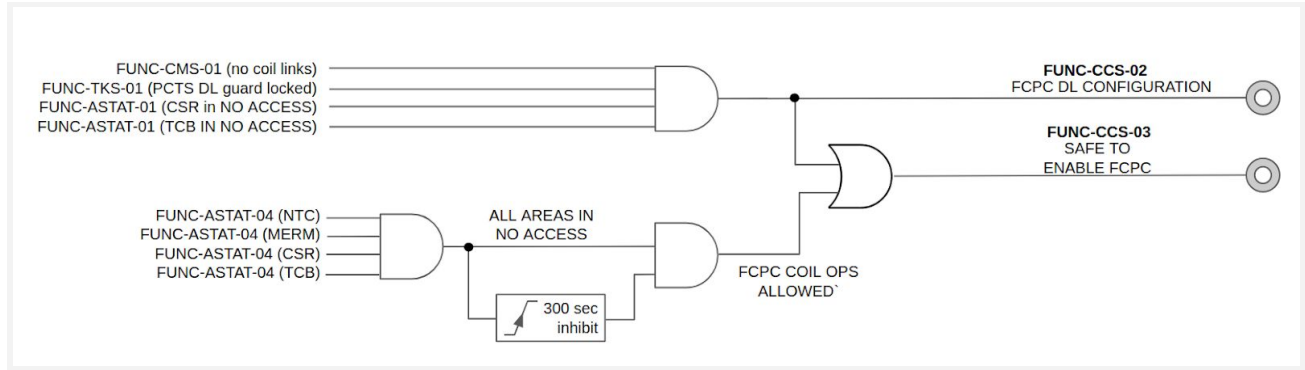 FUNC-CMS-01 (no coil links)
FUNC-TKS-01 (PCTS DL guard locked)
FUNC-ASTAT-01 (CSR in NO ACCESS)
FUNC-ASTAT-01 (TCB IN NO ACCESS)
FUNC-CCS-02
FCPC DL CONFIGURATION
FUNC-CCS-03
SAFE TO
ENABLE FCPC
FUNC-ASTAT-04 (NTC)
FUNC-ASTAT-04 (MERM)
FUNC-ASTAT-04 (CSR)
FUNC-ASTAT-04 (TCB)
ALL AREAS IN
NO ACCESS
300 sec
inhibit
FCPC COIL OPS
ALLOWED`